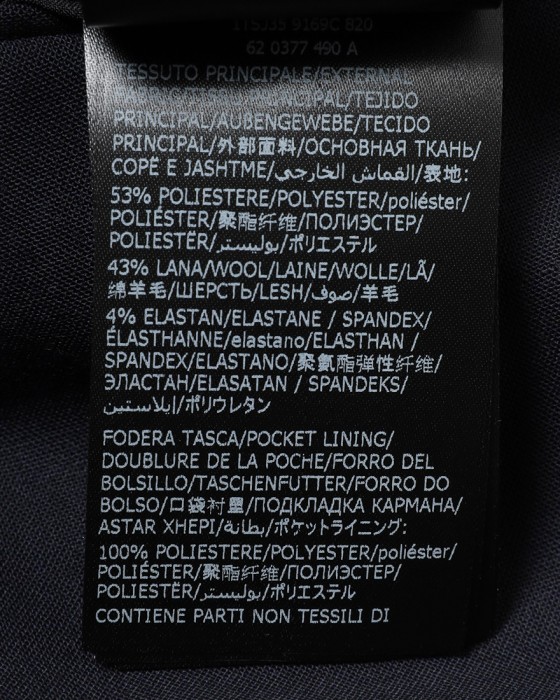 1T5J35 9169C 820
62 0377 490 A
TESSUTO PRINCIPALE/EXTERNAL
PRINCIPAL/TEJIDO
PRINCIPAL/AUßENGEWEBE/TECIDO
PRINCIPAL/外部面料/ОСНОВНАЯ ТКАНЬ/
COPË E JASHTME/القماش الخارجي/表地:
53% POLIESTERE/POLYESTER/poliéster/
POLIÉSTER/聚酯纤维/ПОЛИЭСТЕР/
POLIESTËR/بوليستر/ポリエステル
43% LANA/WOOL/LAINE/WOLLE/LÃ/
绵羊毛/ШЕРСТЬ/LESH/صوف/羊毛
4% ELASTAN/ELASTANE / SPANDEX/
ÉLASTHANNE/elastano/ELASTHAN /
SPANDEX/ELASTANO/聚氨酯弹性纤维/
ЭЛАСТАН/ELASATAN / SPANDEKS/
إيلاستين/ポリウレタン
FODERA TASCA/POCKET LINING/
DOUBLURE DE LA POCHE/FORRO DEL
BOLSILLO/TASCHENFUTTER/FORRO DO
BOLSO/口袋衬里/ПОДКЛАДКА КАРМАНА/
ASTAR XHEPI/بطانة/ポケットライニング:
100% POLIESTERE/POLYESTER/poliéster/
POLIÉSTER/聚酯纤维/ПОЛИЭСТЕР/
POLIESTËR/بوليستر/ポリエステル
CONTIENE PARTI NON TESSILI DI